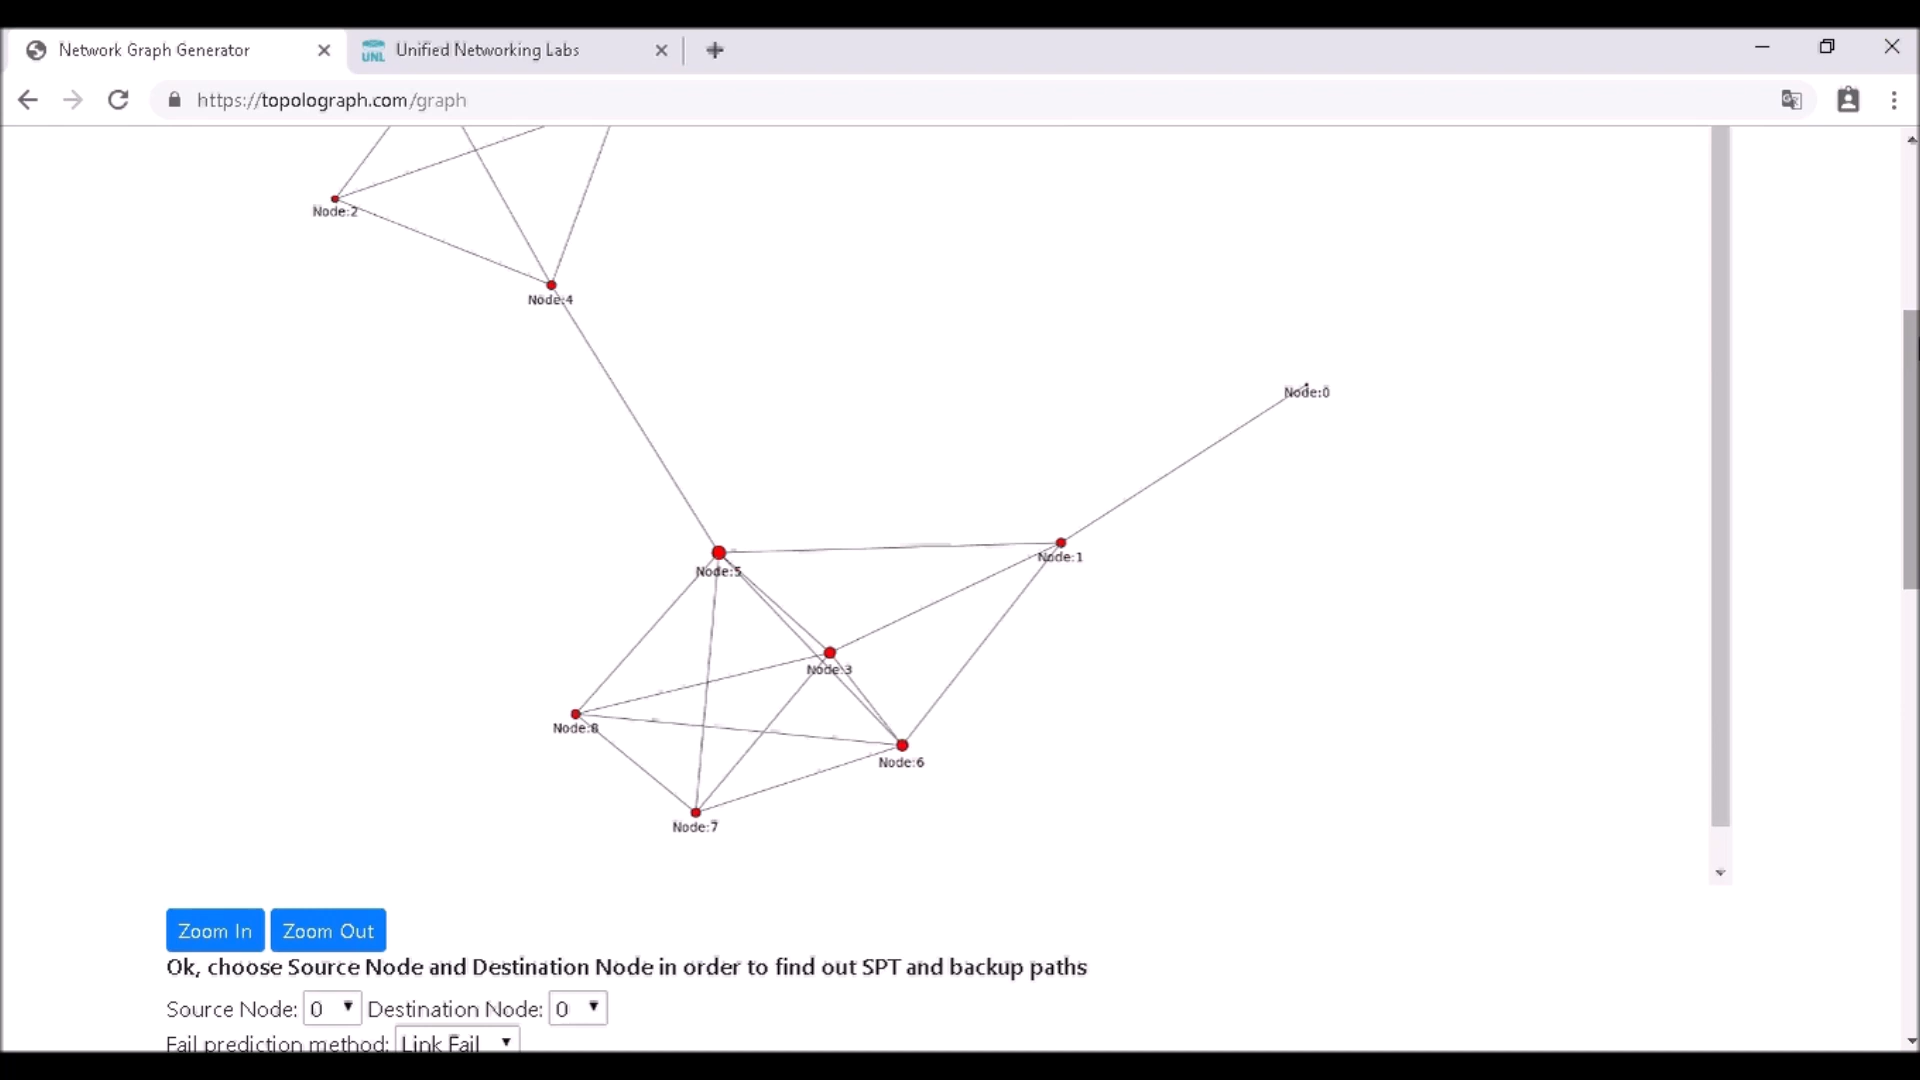 Network Graph Generator
UNL Unified Networking Labs
https://topolograph.com/graph
Node:2
Node:4
Node:0
Node:5
Node:1
Node:3
Node:8
Node:6
Node:7
Zoom In Zoom Out
Ok, choose Source Node and Destination Node in order to find out SPT and backup paths
Source Node: 0 Destination Node: 0
Fail prediction method: Link Fail